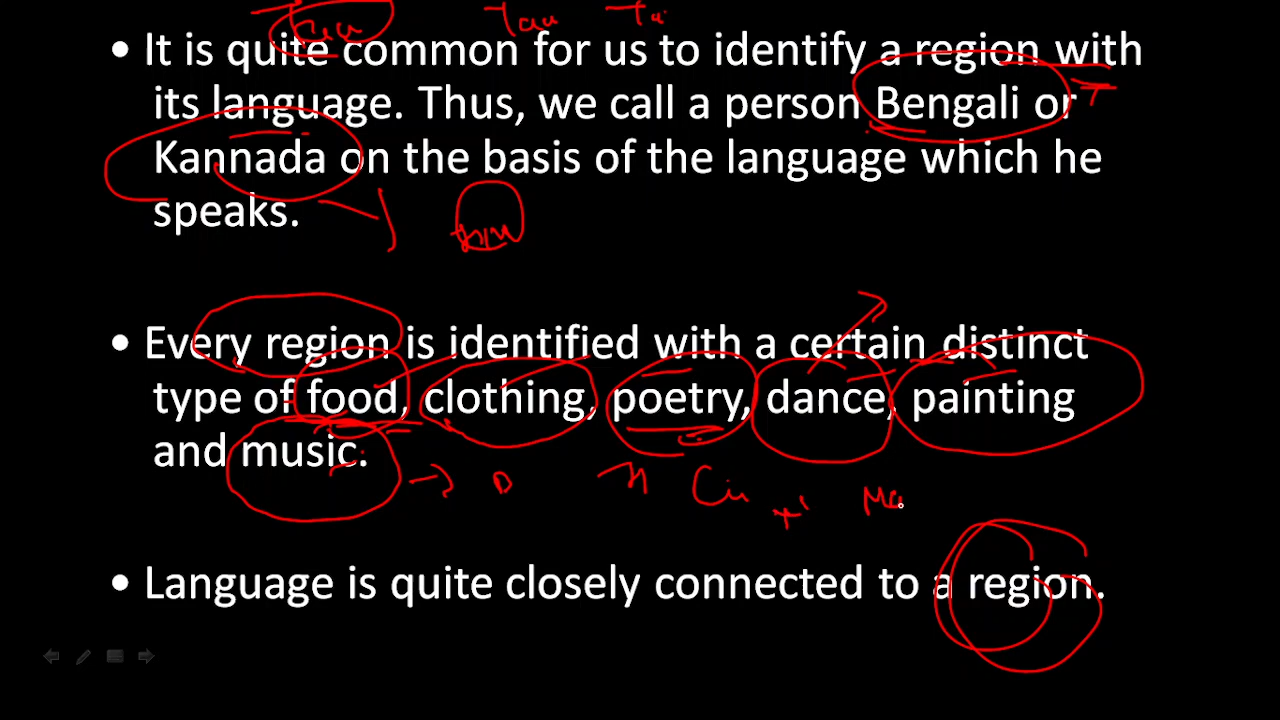 • It is quite common for us to identify a region with
its language. Thus, we call a person Bengali or
Kannada on the basis of the language which he
speaks.
• Every region is identified with a certain distinct
type of food, clothing, poetry, dance, painting
and music.
• Language is quite closely connected to a region.